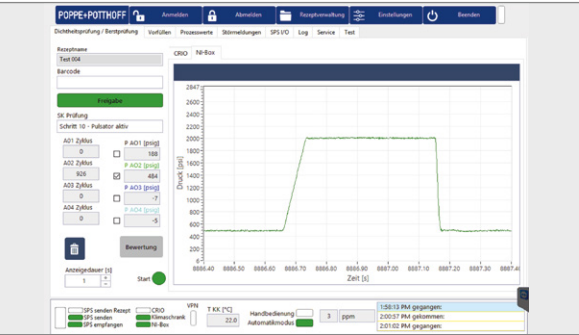 POPPE+POTTHOFF Anmelden Abmelden Rezeptverwaltung Einstellungen Beenden
Dichtheitsprüfung / Berstprüfung Vorfüllen Prozesswerte Störmeldungen SPS I/O Log Service Test
Rezeptname
Test 004
CRIO NI-Box
Barcode
Freigabe
SK Prüfung
Schritt 10 - Pulsator aktiv
A01 Zyklus P AO1 [psig]
0 188
A02 Zyklus P AO2 [psig]
926 484
A03 Zyklus P AO3 [psig]
0 -7
A04 Zyklus P AO4 [psig]
0 -5
Bewertung
Anzeigedauer [s]
1 Start
Druck [psi]
2847
2600
2400
2200
2000
1800
1600
1400
1200
1000
800
600
400
200
6
8886.40 8886.50 8886.60 8886.70 8886.80 8886.90 8887.00 8887.10 8887.20 8887.30 8887.4
Zeit [s]
SPS senden Rezept CRIO VPN T KK [°C]
SPS senden Klimaschrank
SPS empfangen NI-Box 22.0
Handbedienung
Automatikmodus
3 ppm
1:58:13 PM gegangen:
2:00:57 PM gekommen:
2:01:02 PM gegangen: